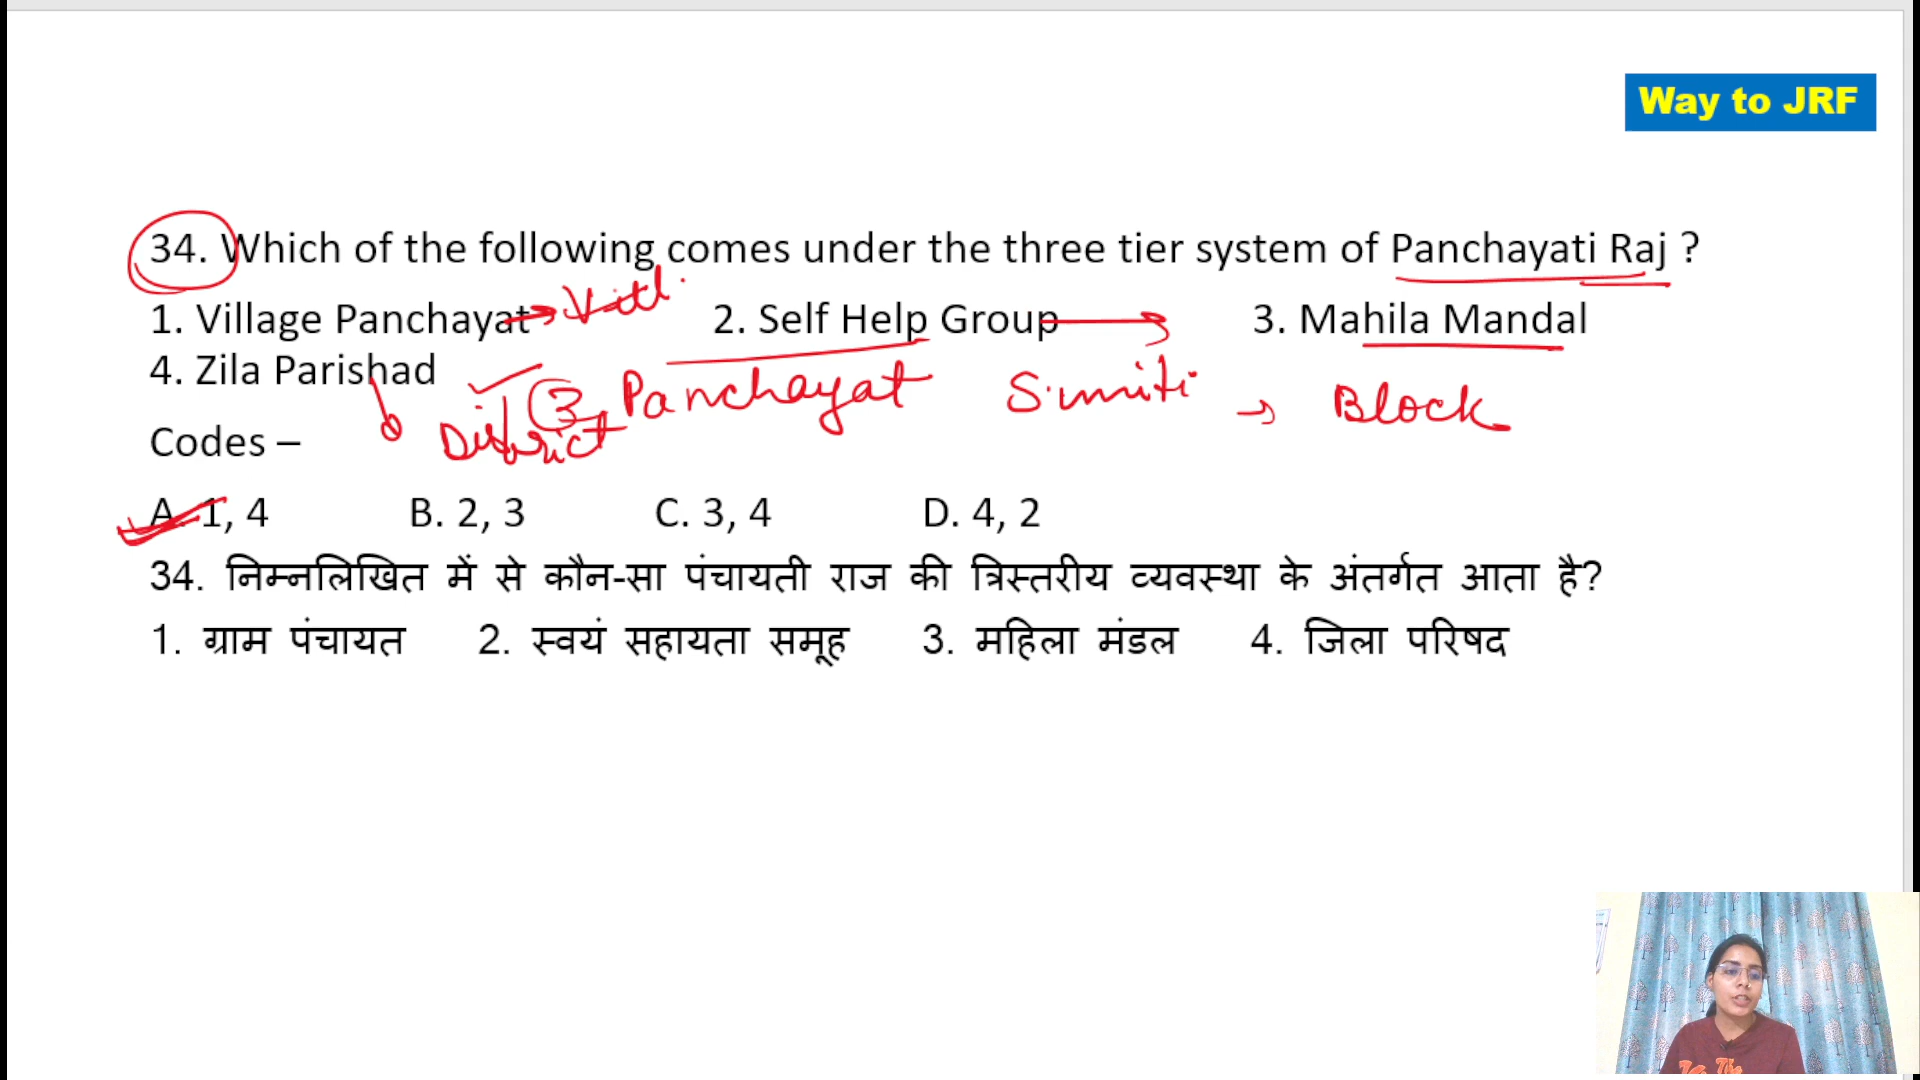 Way to JRF
34. Which of the following comes under the three tier system of Panchayati Raj ?
1. Village Panchayat → Vill. 2. Self Help Group → 3. Mahila Mandal
4. Zila Parishad
District 3, Panchayat Simiti → Block
Codes –
A. 1, 4 B. 2, 3 C. 3, 4 D. 4, 2
34. निम्नलिखित में से कौन-सा पंचायती राज की त्रिस्तरीय व्यवस्था के अंतर्गत आता है?
1. ग्राम पंचायत 2. स्वयं सहायता समूह 3. महिला मंडल 4. जिला परिषद